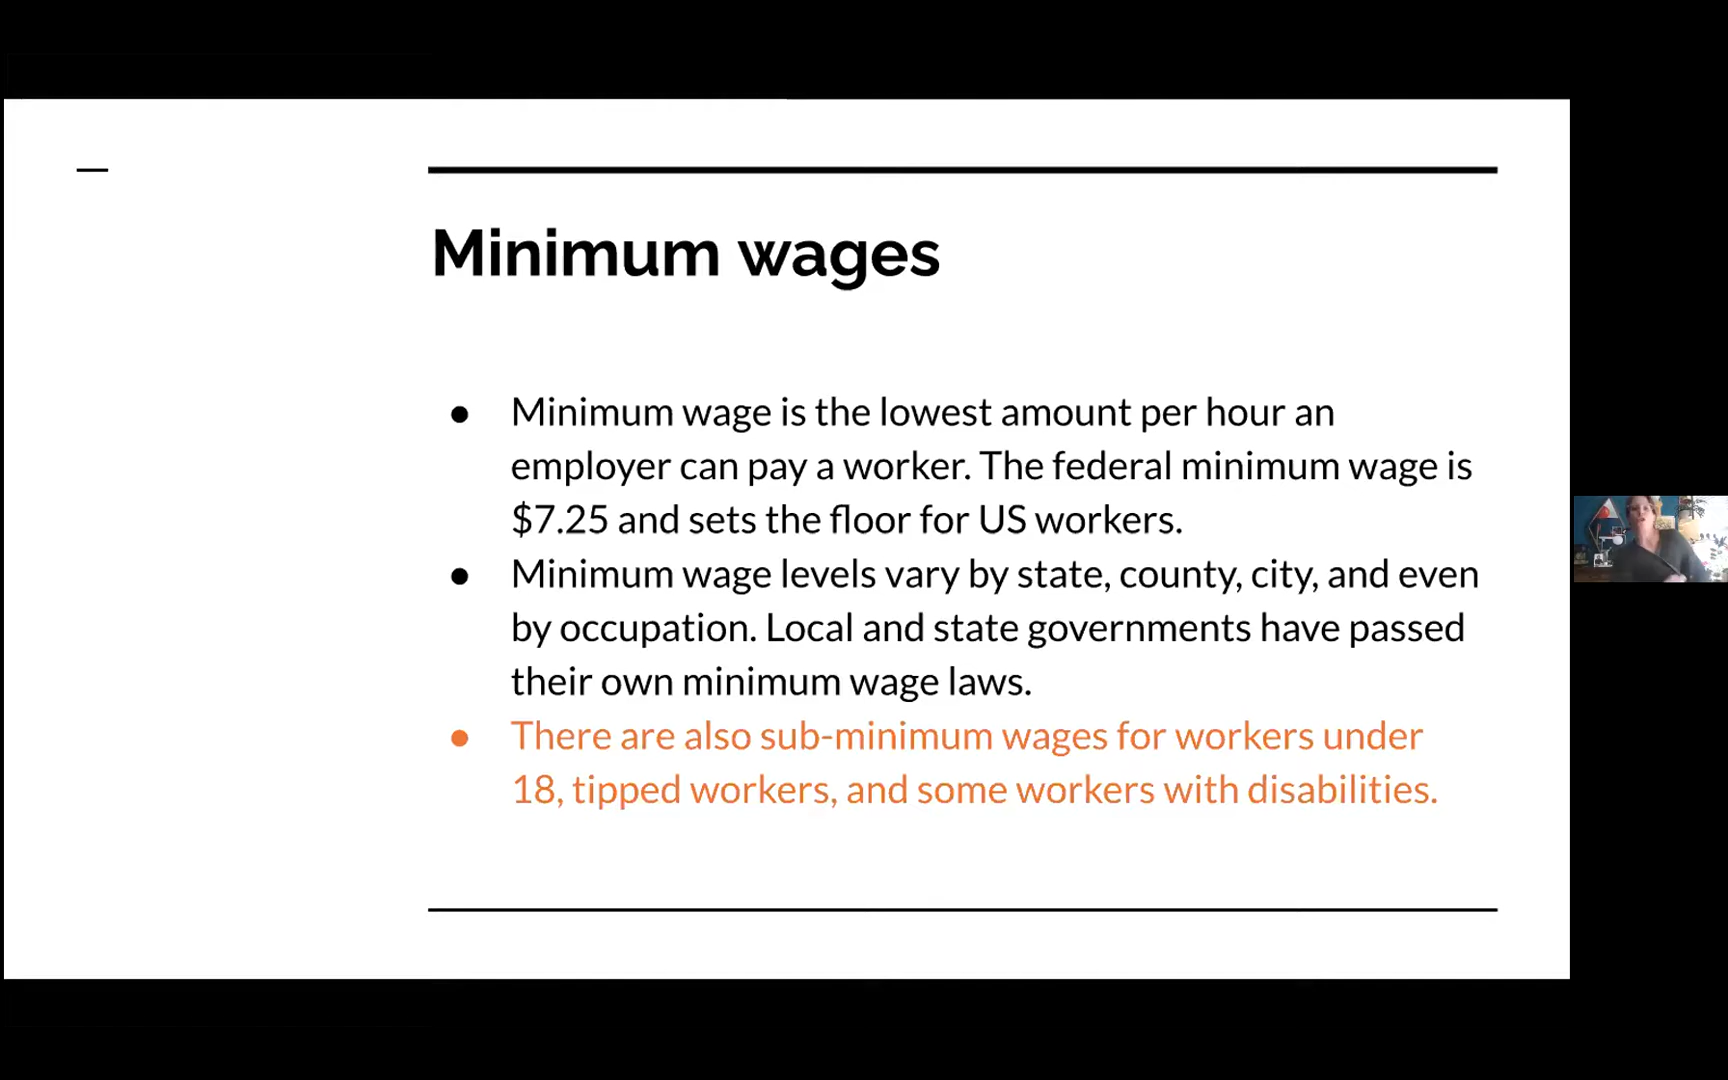 Minimum wages
● Minimum wage is the lowest amount per hour an
employer can pay a worker. The federal minimum wage is
$7.25 and sets the floor for US workers.
● Minimum wage levels vary by state, county, city, and even
by occupation. Local and state governments have passed
their own minimum wage laws.
● There are also sub-minimum wages for workers under
18, tipped workers, and some workers with disabilities.